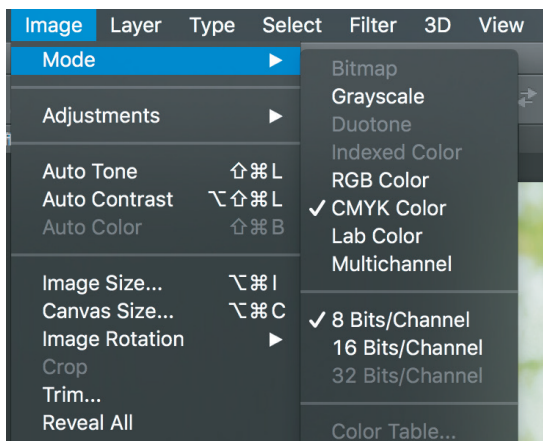 Image Layer Type Select Filter 3D View
Mode ▶
Adjustments ▶
Auto Tone ⇧⌘L
Auto Contrast ⌥⇧⌘L
Auto Color ⇧⌘B
Image Size... ⌥⌘I
Canvas Size... ⌥⌘C
Image Rotation ▶
Crop
Trim...
Reveal All
Bitmap
Grayscale
Duotone
Indexed Color
RGB Color
✓ CMYK Color
Lab Color
Multichannel
✓ 8 Bits/Channel
16 Bits/Channel
32 Bits/Channel
Color Table...